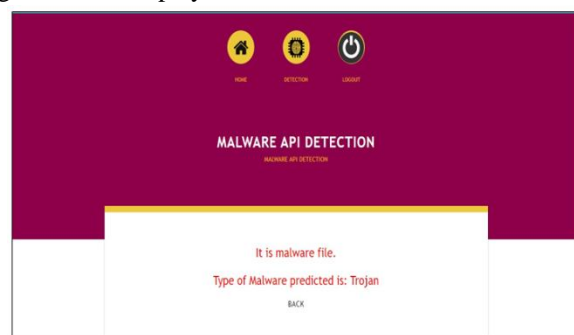 HOME DETECTION LOGOUT
MALWARE API DETECTION
MALWARE API DETECTION
It is malware file.
Type of Malware predicted is: Trojan
BACK